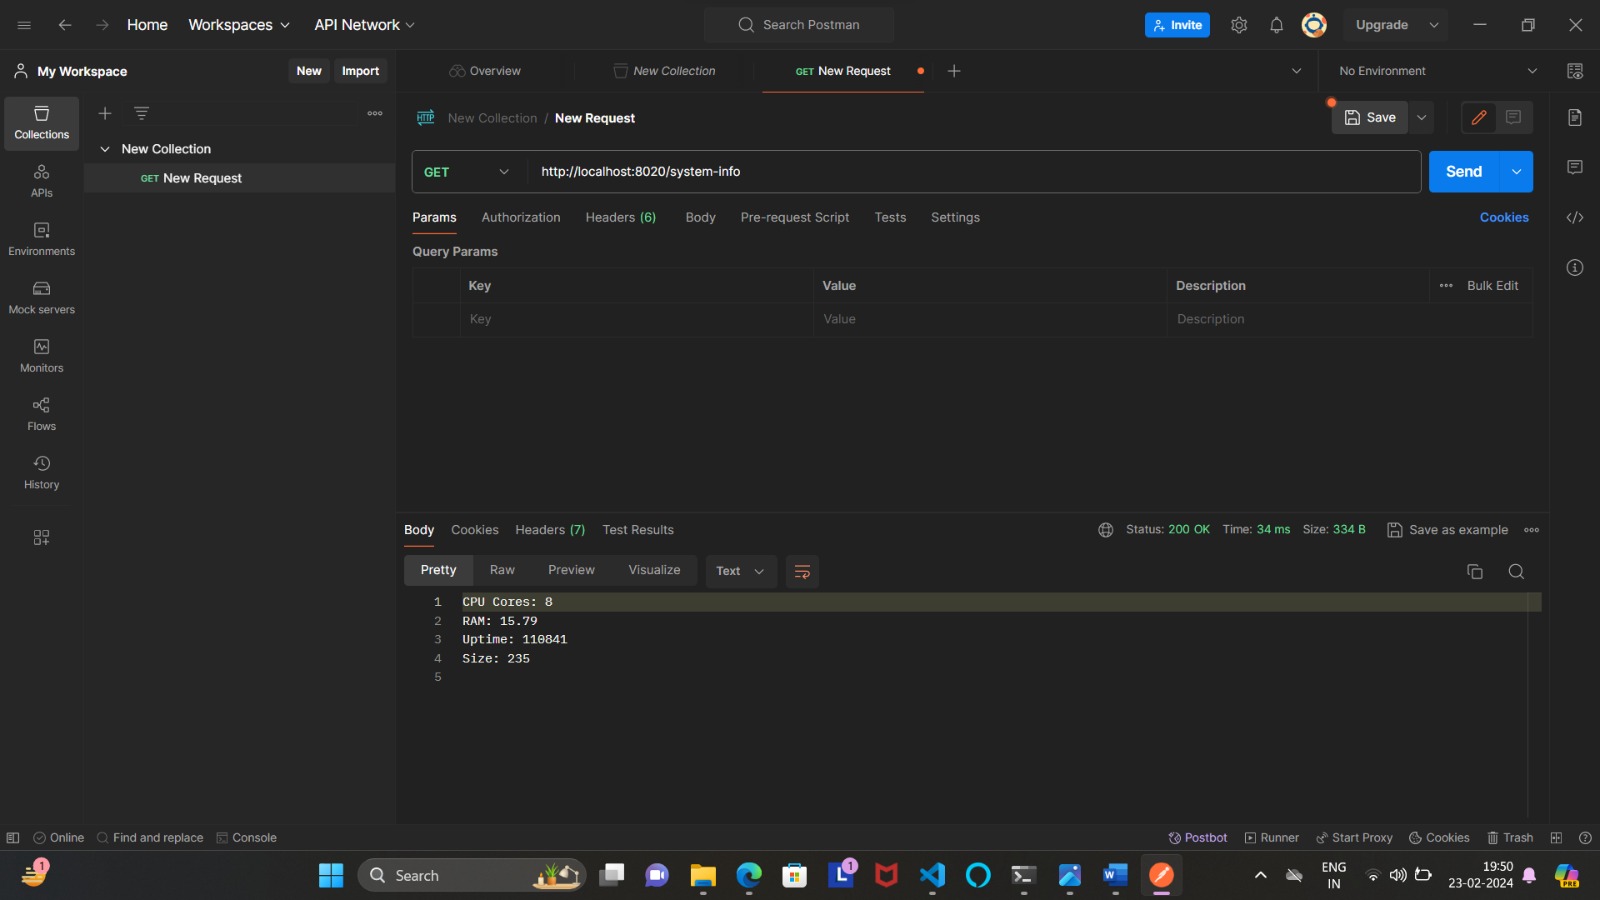 Home Workspaces API Network Search Postman Invite Upgrade
My Workspace New Import Overview New Collection GET New Request No Environment
Collections
New Collection / New Request Save
New Collection
GET New Request
GET http://localhost:8020/system-info Send
APIs
Params Authorization Headers (6) Body Pre-request Script Tests Settings Cookies
Environments
Query Params
Key Value Description Bulk Edit
Mock servers
Key Value Description
Monitors
Flows
History
Body Cookies Headers (7) Test Results Status: 200 OK Time: 34 ms Size: 334 B Save as example
Pretty Raw Preview Visualize Text
1 CPU Cores: 8
2 RAM: 15.79
3 Uptime: 110841
4 Size: 235
5
Online Find and replace Console Postbot Runner Start Proxy Cookies Trash
1 Search L 1 ENG 19:50
IN 23-02-2024 PRE